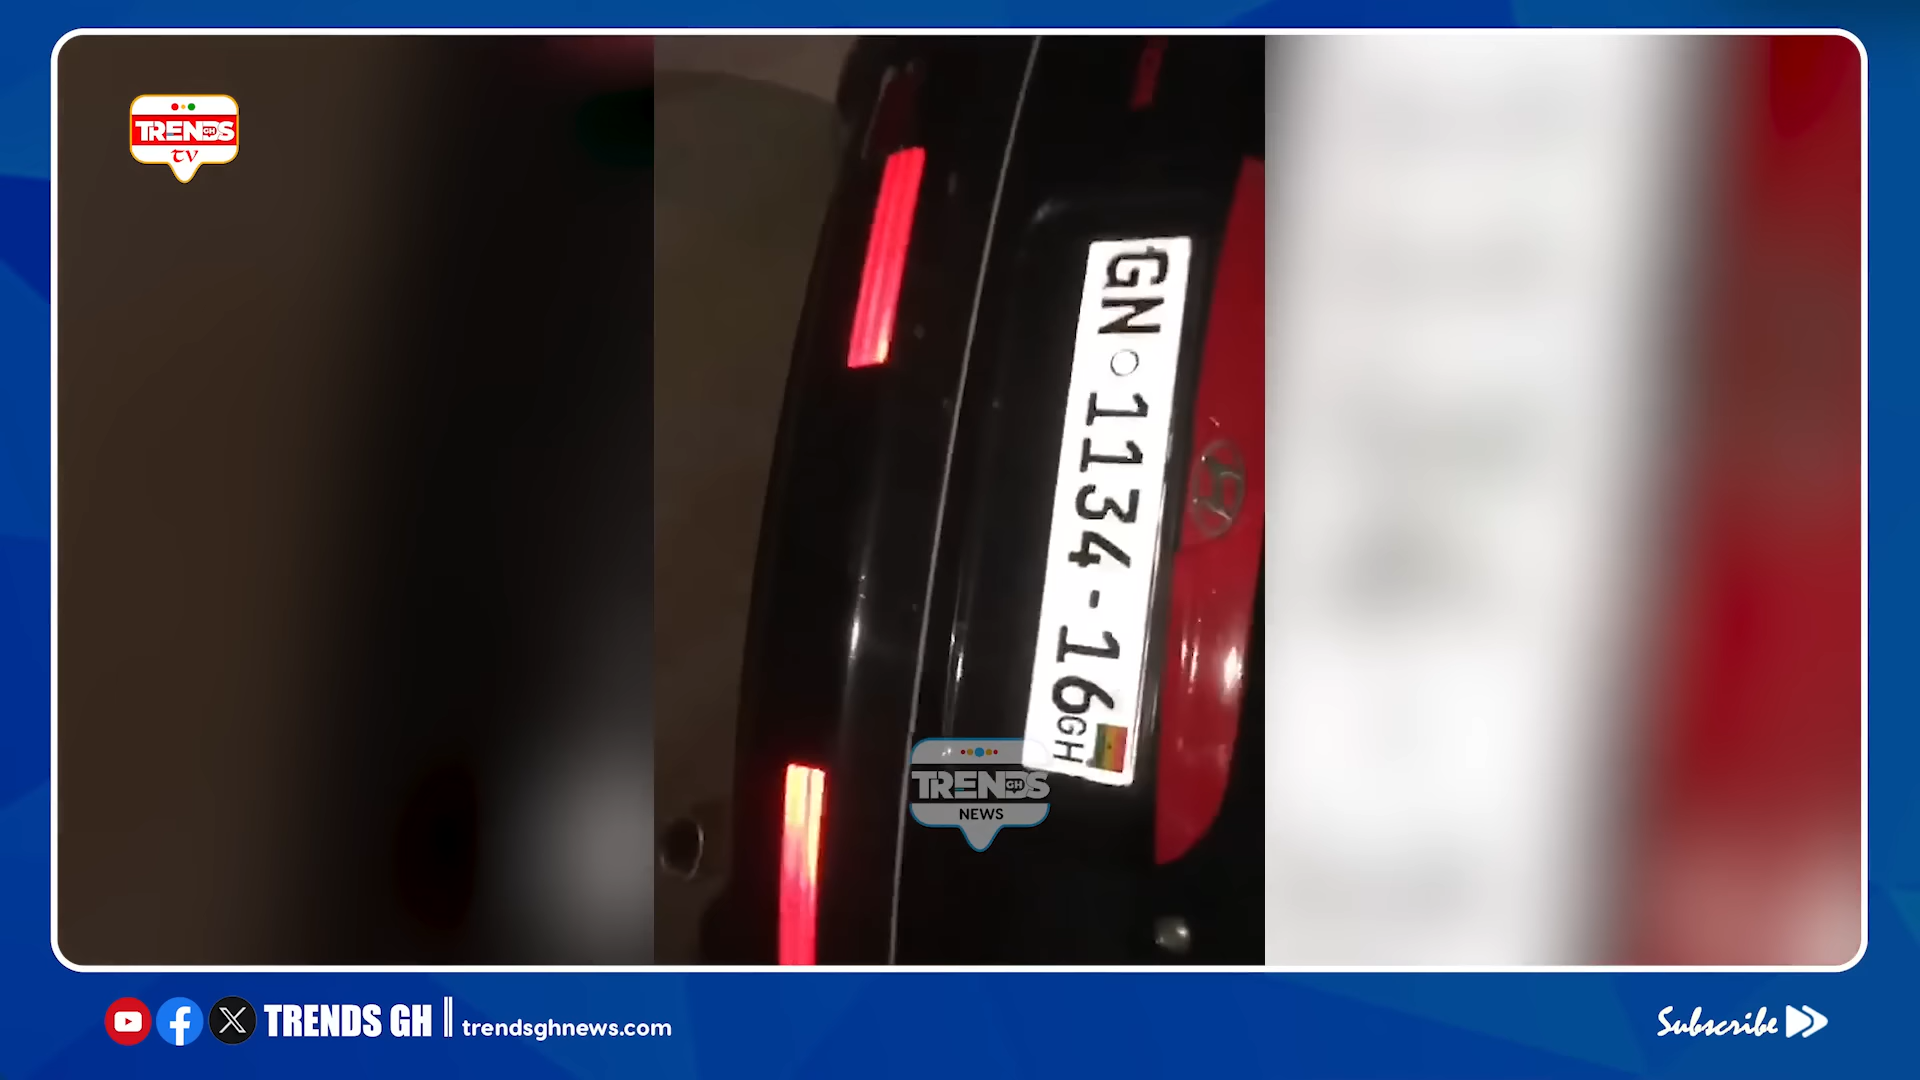 TRENDS GH
TV
GN 1134-16
GH
TRENDS GH
NEWS
TRENDS GH
trendsghnews.com
Subscribe